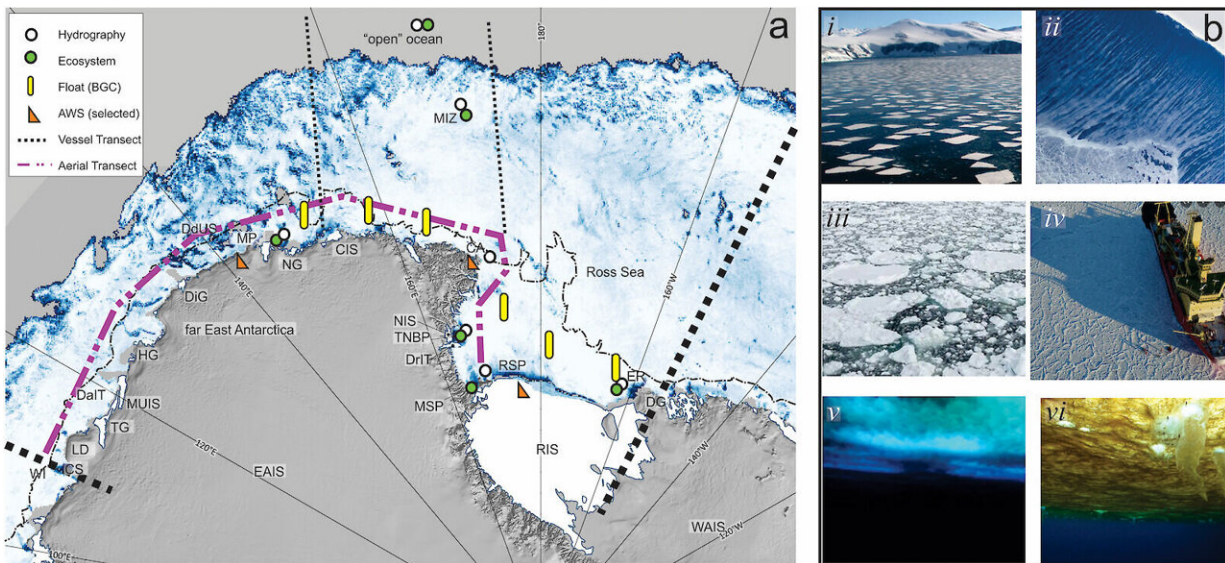 a
Hydrography
Ecosystem
Float (BGC)
AWS (selected)
Vessel Transect
Aerial Transect
"open" ocean
180°
MIZ
DdUS
MP
NG
CIS
CA
Ross Sea
160°W
140°E
160°E
DiG
far East Antarctica
NIS
TNBP
DrIT
RSP
ER
HG
DalT
MUIS
TG
MSP
DG
LD
CS
WI
120°E
EAIS
RIS
140°W
WAIS
120°W
100°E
b
i
ii
iii
iv
v
vi